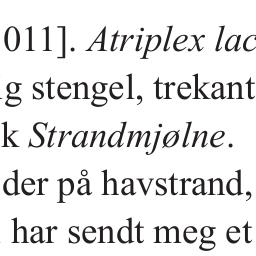 011]. Atriplex lac
g stengel, trekant
k Strandmjølne.
der på havstrand,
har sendt meg et